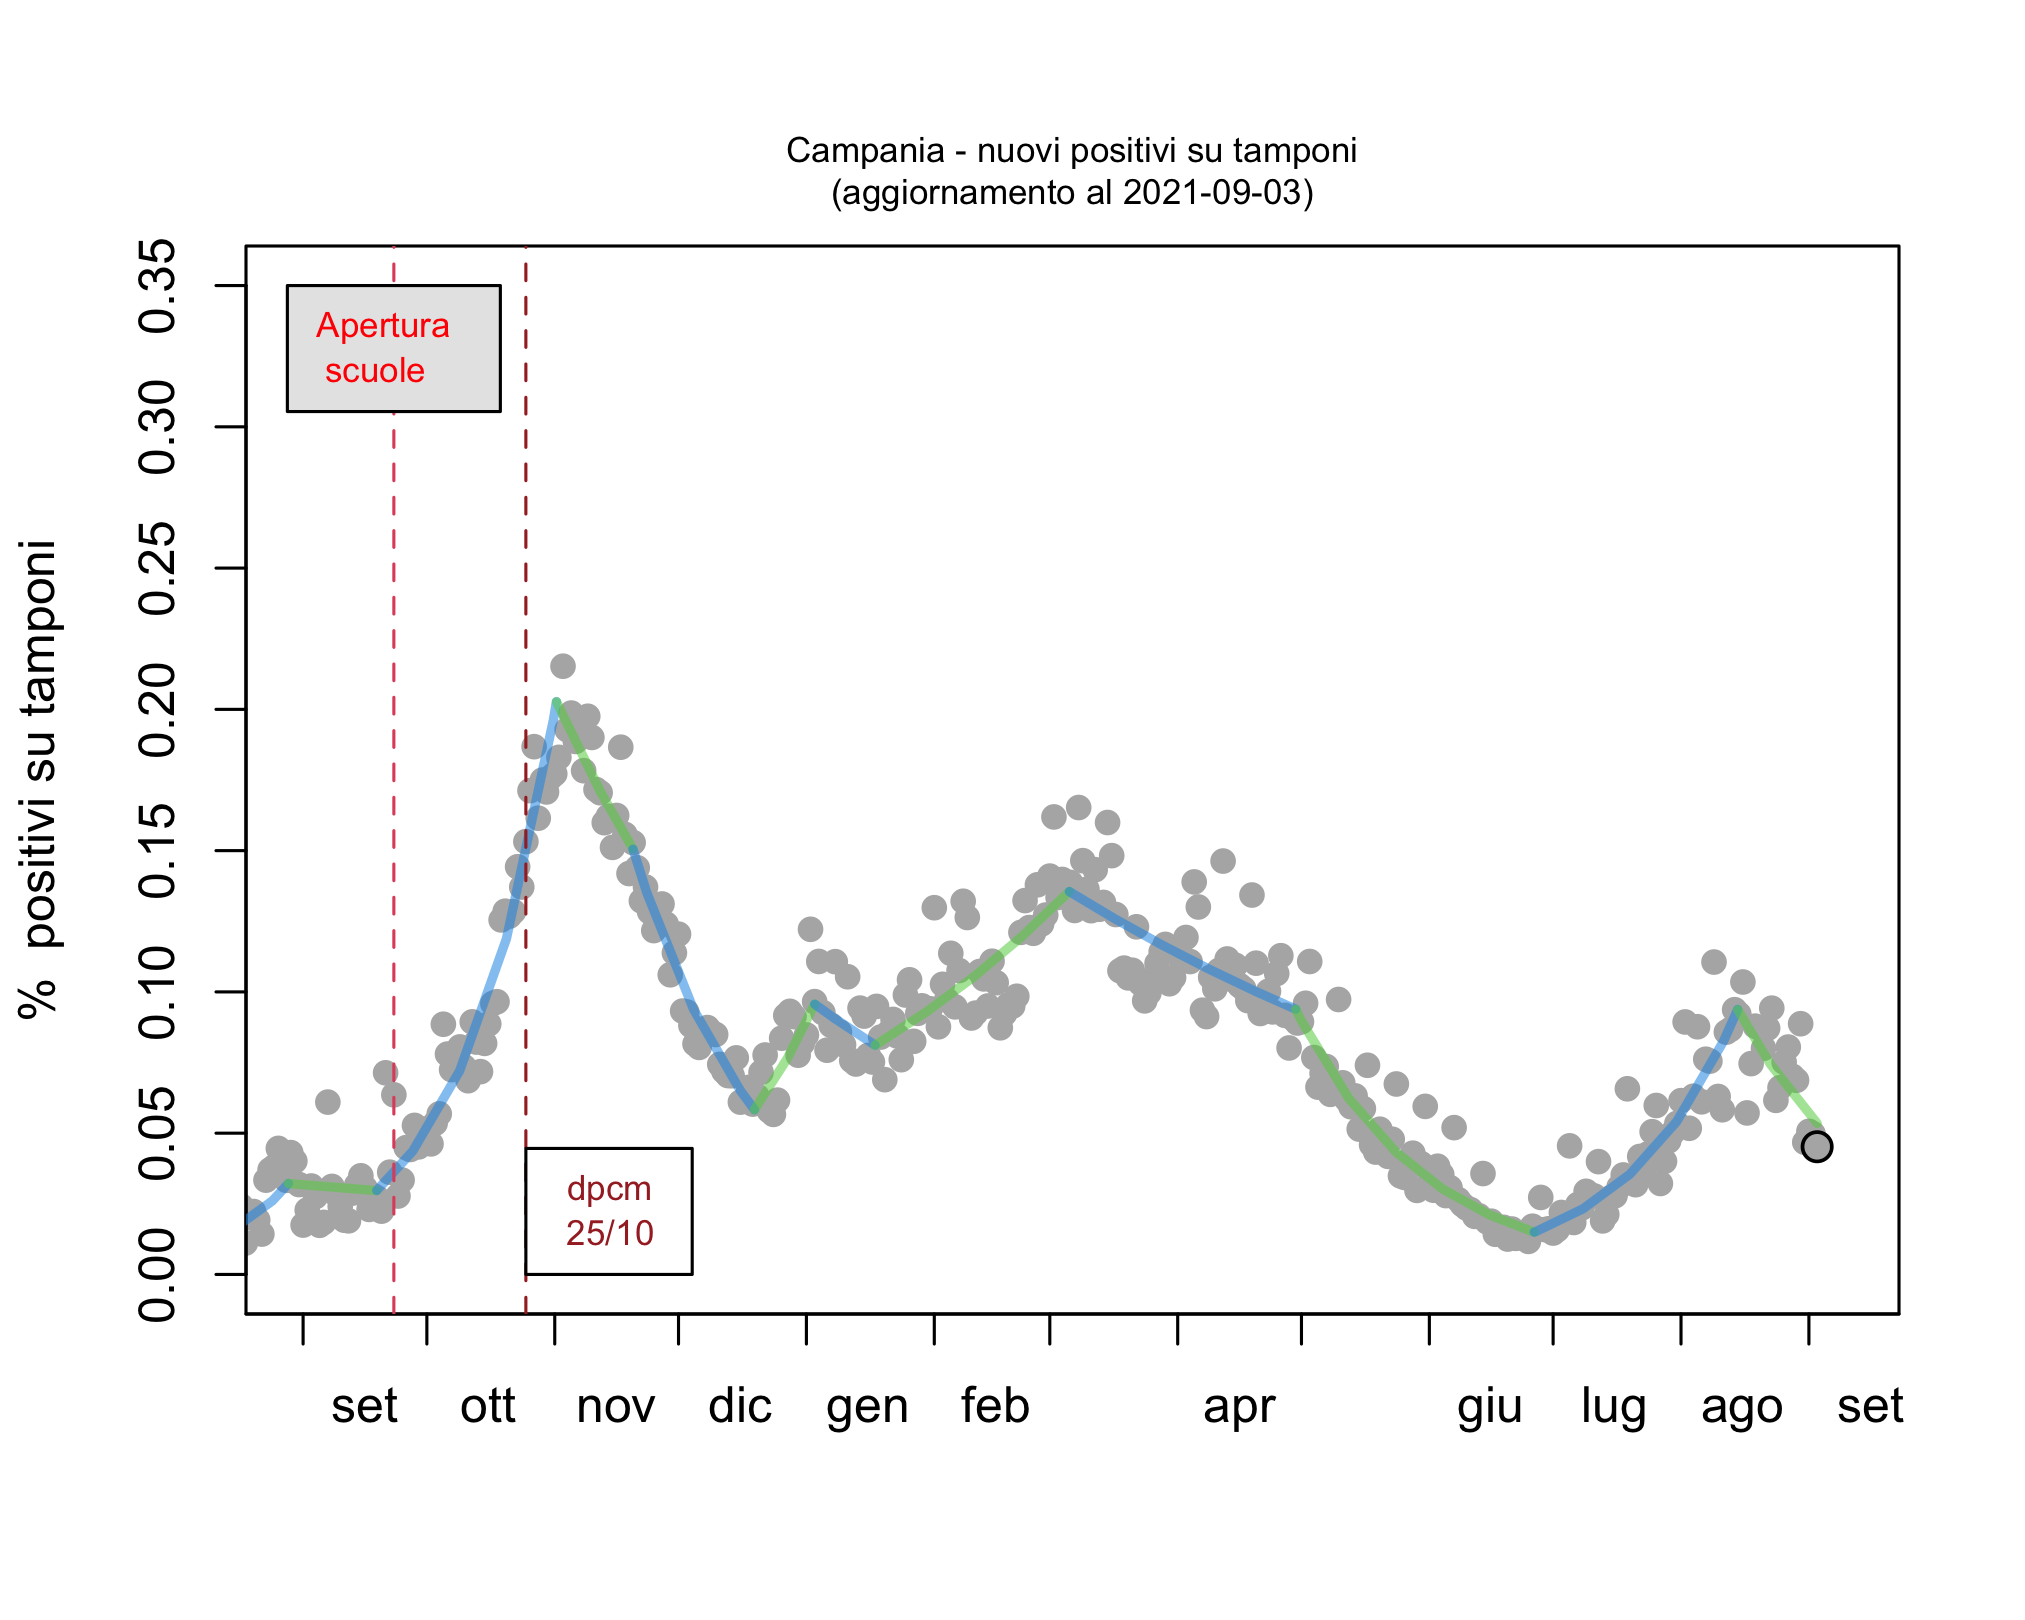 Campania - nuovi positivi su tamponi
(aggiornamento al 2021-09-03)
% positivi su tamponi
0.35
0.30
0.25
0.20
0.15
0.10
0.05
0.00
Apertura
scuole
dpcm
25/10
set ott nov dic gen feb apr giu lug ago set